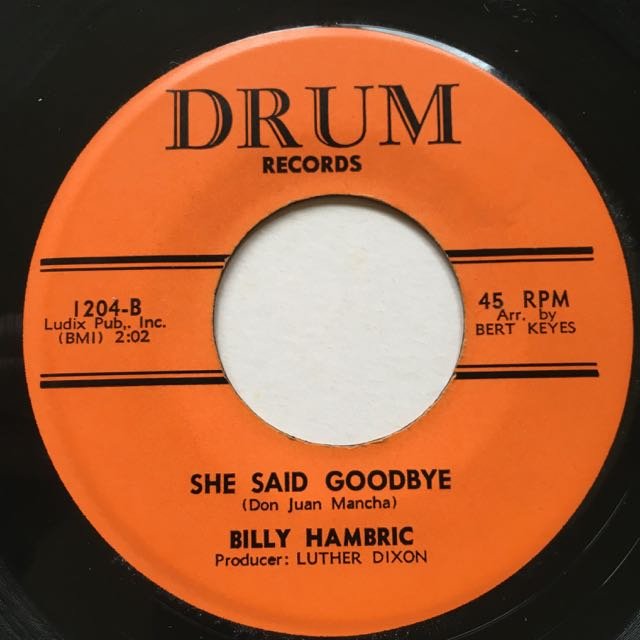 DRUM
RECORDS
1204-B
Ludix Pub,. Inc.
(BMI) 2:02
45 RPM
Arr. by
BERT KEYES
SHE SAID GOODBYE
(Don Juan Mancha)
BILLY HAMBRIC
Producer: LUTHER DIXON